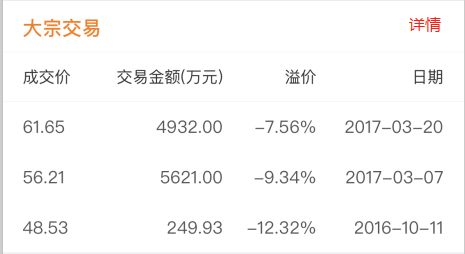 大宗交易 详情
成交价 交易金额(万元) 溢价 日期
61.65 4932.00 -7.56% 2017-03-20
56.21 5621.00 -9.34% 2017-03-07
48.53 249.93 -12.32% 2016-10-11